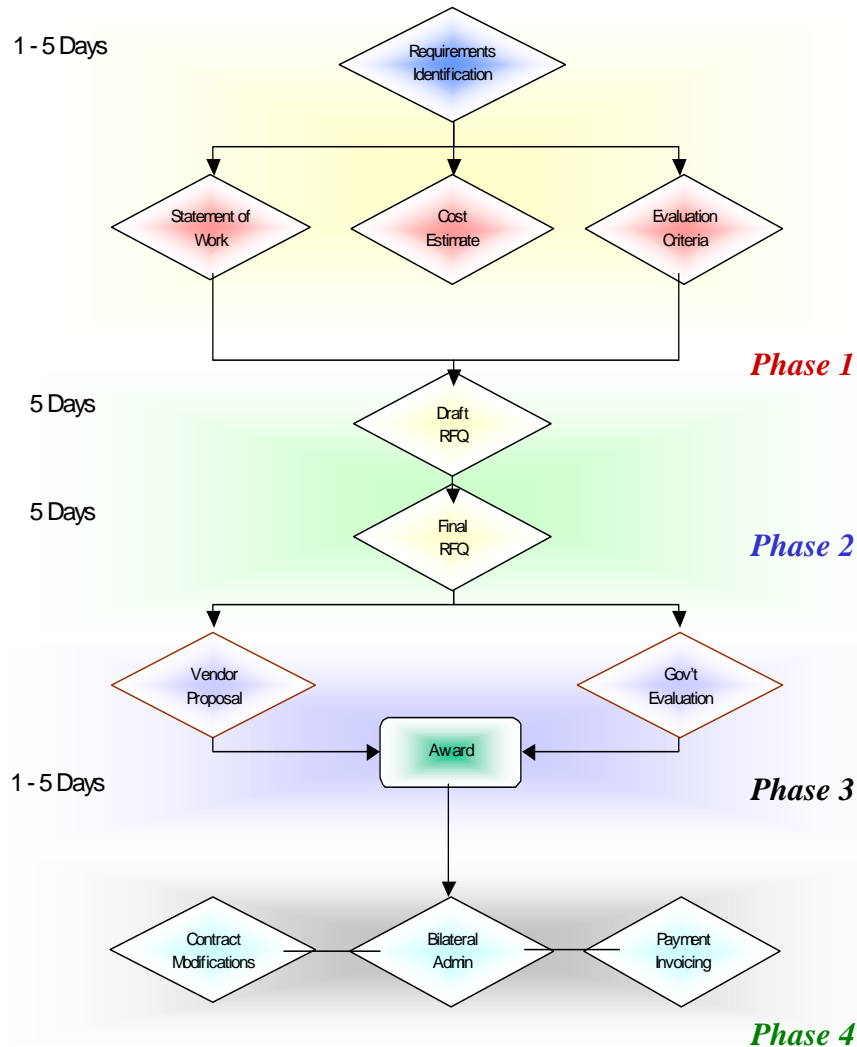 1 - 5 Days
Requirements
Identification
Statement of
Work
Cost
Estimate
Evaluation
Criteria
Phase 1
5 Days
Draft
RFQ
5 Days
Final
RFQ
Phase 2
Vendor
Proposal
Gov't
Evaluation
Award
1 - 5 Days
Phase 3
Contract
Modifications
Bilateral
Admin
Payment
Invoicing
Phase 4